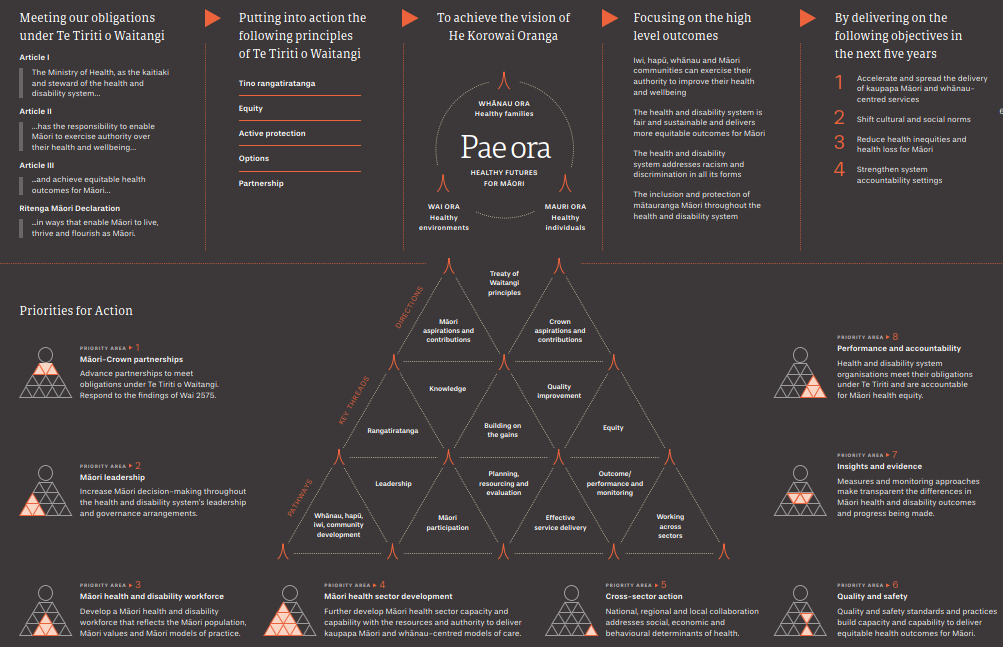 Meeting our obligations
under Te Tiriti o Waitangi
Article I
The Ministry of Health, as the kaitiaki
and steward of the health and
disability system...
Article II
...has the responsibility to enable
Māori to exercise authority over
their health and wellbeing...
Article III
...and achieve equitable health
outcomes for Māori...
Ritenga Māori Declaration
...in ways that enable Māori to live,
thrive and flourish as Māori.
Putting into action the
following principles
of Te Tiriti o Waitangi
Tino rangatiratanga
Equity
Active protection
Options
Partnership
To achieve the vision of
He Korowai Oranga
WHĀNAU ORA
Healthy families
Pae ora
HEALTHY FUTURES
FOR MĀORI
WAI ORA
Healthy
environments
MAURI ORA
Healthy
individuals
Focusing on the high
level outcomes
Iwi, hapū, whānau and Māori
communities can exercise their
authority to improve their health
and wellbeing
The health and disability system is
fair and sustainable and delivers
more equitable outcomes for Māori
The health and disability
system addresses racism and
discrimination in all its forms
The inclusion and protection of
mātauranga Māori throughout the
health and disability system
By delivering on the
following objectives in
the next five years
1 Accelerate and spread the delivery
of kaupapa Māori and whānau-
centred services
2 Shift cultural and social norms
3 Reduce health inequities and
health loss for Māori
4 Strengthen system
accountability settings
Priorities for Action
DIRECTIONS
Treaty of
Waitangi
principles
Māori
aspirations and
contributions
Crown
aspirations and
contributions
KEY THREADS
Knowledge
Quality
improvement
Rangatiratanga
Building on
the gains
Equity
PATHWAYS
Leadership
Planning,
resourcing and
evaluation
Outcome/
performance and
monitoring
Whānau, hapū,
iwi, community
development
Māori
participation
Effective
service delivery
Working
across
sectors
PRIORITY AREA 1
Māori–Crown partnerships
Advance partnerships to meet
obligations under Te Tiriti o Waitangi.
Respond to the findings of Wai 2575.
PRIORITY AREA 2
Māori leadership
Increase Māori decision-making throughout
the health and disability system's leadership
and governance arrangements.
PRIORITY AREA 3
Māori health and disability workforce
Develop a Māori health and disability
workforce that reflects the Māori population,
Māori values and Māori models of practice.
PRIORITY AREA 4
Māori health sector development
Further develop Māori health sector capacity and
capability with the resources and authority to deliver
kaupapa Māori and whānau-centred models of care.
PRIORITY AREA 5
Cross-sector action
National, regional and local collaboration
addresses social, economic and
behavioural determinants of health.
PRIORITY AREA 6
Quality and safety
Quality and safety standards and practices
build capacity and capability to deliver
equitable health outcomes for Māori.
PRIORITY AREA 7
Insights and evidence
Measures and monitoring approaches
make transparent the differences in
Māori health and disability outcomes
and progress being made.
PRIORITY AREA 8
Performance and accountability
Health and disability system
organisations meet their obligations
under Te Tiriti and are accountable
for Māori health equity.